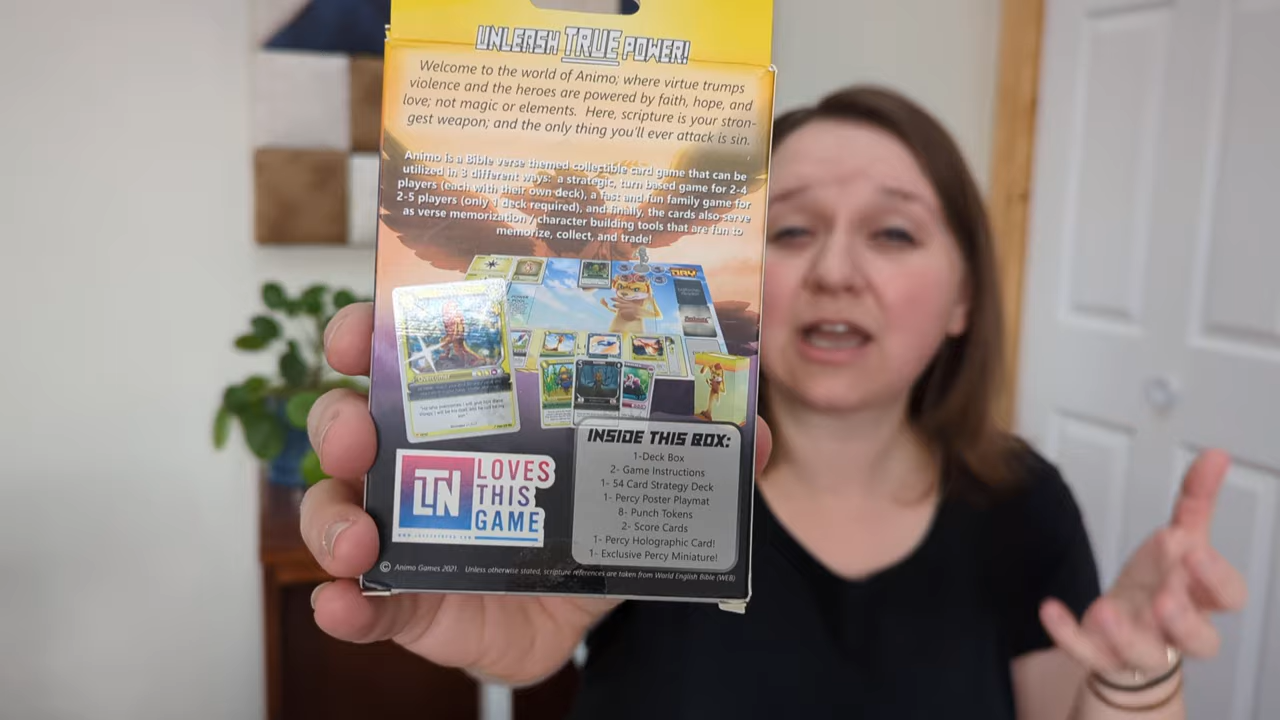 UNLEASH TRUE POWER!
Welcome to the world of Animo; where virtue trumps
violence and the heroes are powered by faith, hope, and
love; not magic or elements. Here, scripture is your stron-
gest weapon; and the only thing you'll ever attack is sin.
Animo is a Bible verse themed collectible card game that can be
utilized in 3 different ways: a strategic, turn based game for 2-4
players (each with their own deck), a fast and fun family game for
2-5 players (only 1 deck required), and finally, the cards also serve
as verse memorization/character building tools that are fun to
memorize, collect, and trade!
INSIDE THIS BOX:
1-Deck Box
2- Game Instructions
1- 54 Card Strategy Deck
1- Percy Poster Playmat
8- Punch Tokens
2- Score Cards
1- Percy Holographic Card!
1- Exclusive Percy Miniature!
LTN
LOVES
THIS
GAME
© Animo Games 2021. Unless otherwise stated, scripture references are taken from World English Bible (WEB)